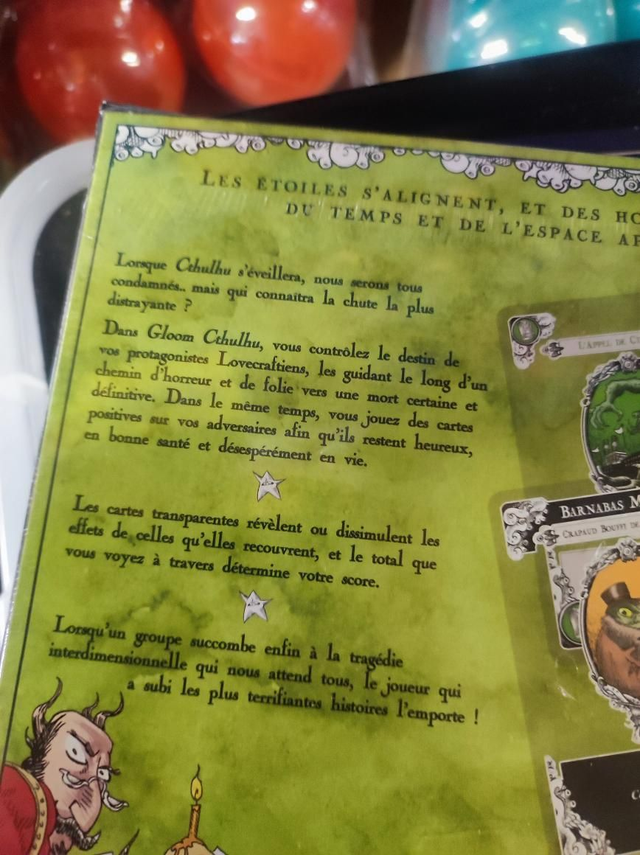 LES ÉTOILES S'ALIGNENT, ET DES
DU TEMPS ET DE L'ESPACE
Lorsque Cthulhu s'éveillera, nous serons tous
condamnés.. mais qui connaîtra la chute la plus
distrayante ?
Dans Gloom Cthulhu, vous contrôlez le destin de
vos protagonistes Lovecraftiens, les guidant le long d'un
chemin d'horreur et de folie vers une mort certaine et
définitive. Dans le même temps, vous jouez des cartes
positives sur vos adversaires afin qu'ils restent heureux,
en bonne santé et désespérément en vie.
Les cartes transparentes révèlent ou dissimulent les
effets de celles qu'elles recouvrent, et le total que
vous voyez à travers détermine votre score.
Lorsqu'un groupe succombe enfin à la tragédie
interdimensionnelle qui nous attend tous, le joueur qui
a subi les plus terrifiantes histoires l'emporte !
L'APPEL DE
BARNABAS
CRAPAUD BOUFFI